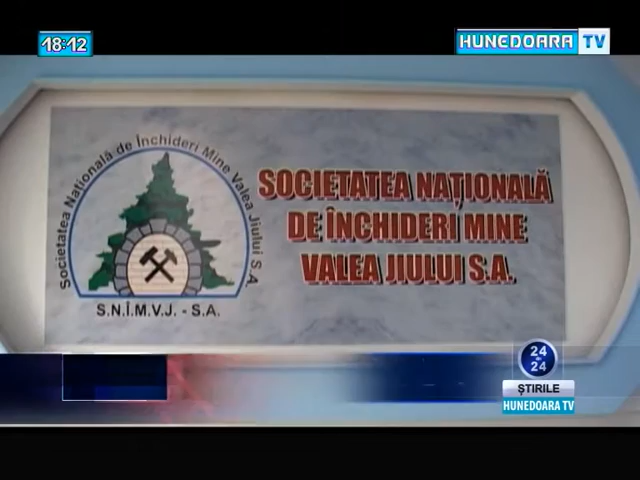 18:12
HUNEDOARA TV
Societatea Națională de Închideri Mine Valea Jiului S.A.
S.N.Î.M.V.J. - S.A.
SOCIETATEA NAȚIONALĂ
DE ÎNCHIDERI MINE
VALEA JIULUI S.A.
24
din
24
ȘTIRILE
HUNEDOARA TV